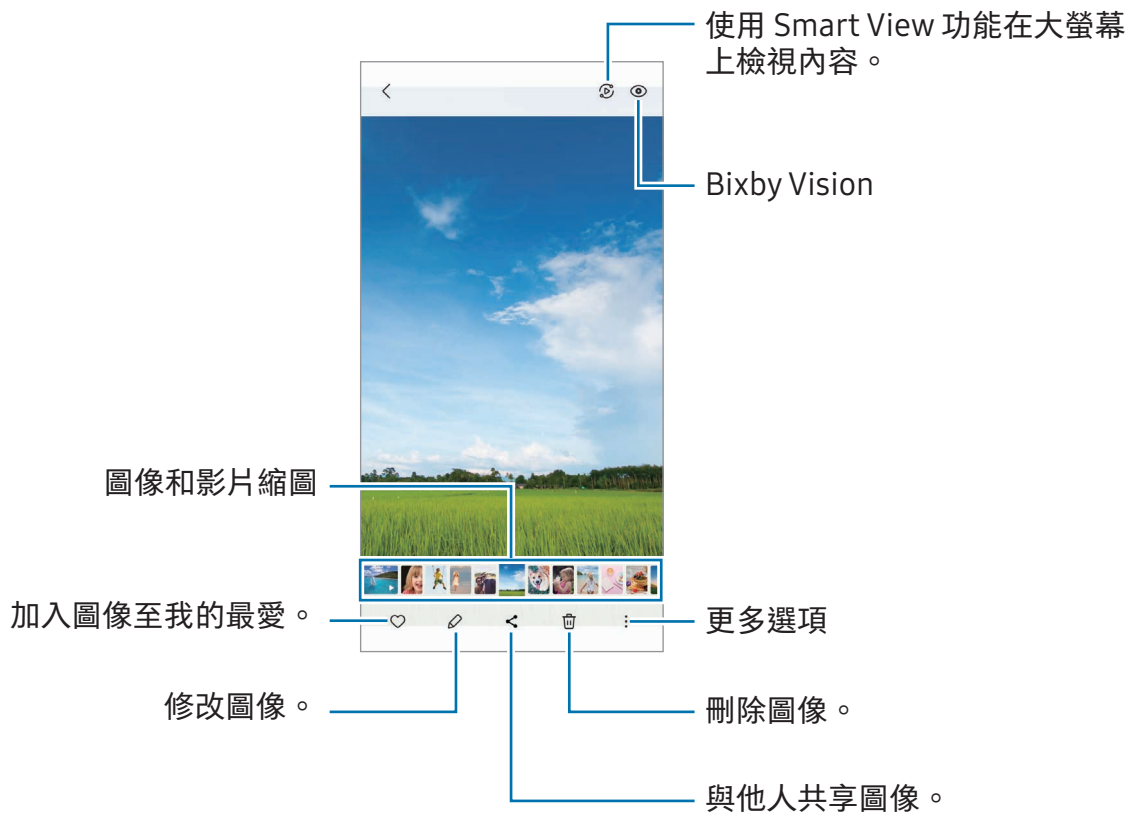 使用 Smart View 功能在大螢幕
上檢視內容。
Bixby Vision
圖像和影片縮圖
加入圖像至我的最愛。
更多選項
修改圖像。
刪除圖像。
與他人共享圖像。